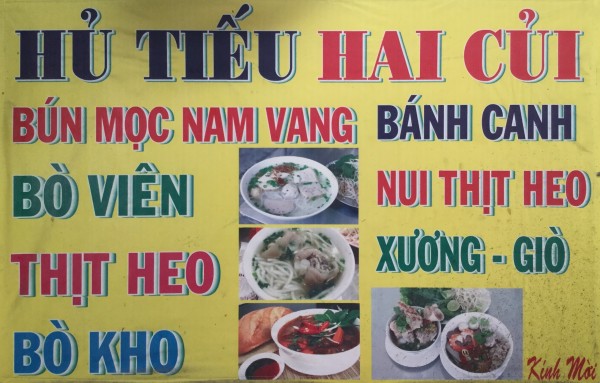 HỦ TIẾU HAI CỦI
BÚN MỌC NAM VANG
BÒ VIÊN
THỊT HEO
BÒ KHO
BÁNH CANH
NUI THỊT HEO
XƯƠNG - GIÒ
Kính Mời